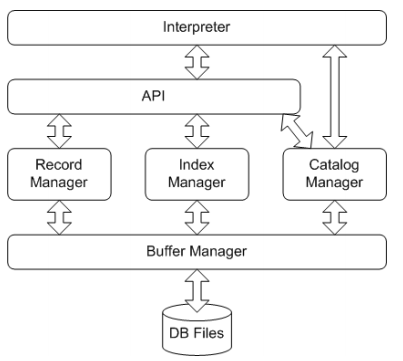 Interpreter
API
Record
Manager
Index
Manager
Catalog
Manager
Buffer Manager
DB Files